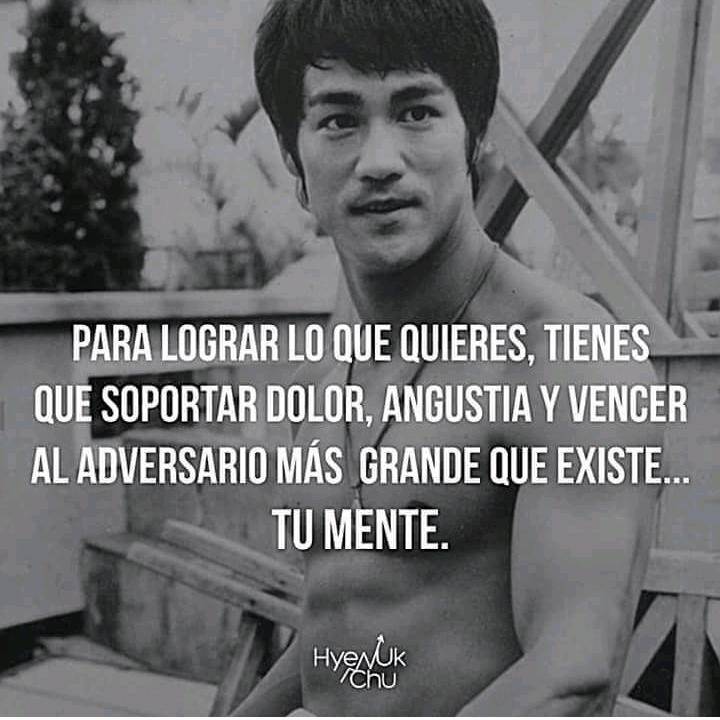 PARA LOGRAR LO QUE QUIERES, TIENES
QUE SOPORTAR DOLOR, ANGUSTIA Y VENCER
AL ADVERSARIO MÁS GRANDE QUE EXISTE...
TU MENTE.
HyenUk
Chu